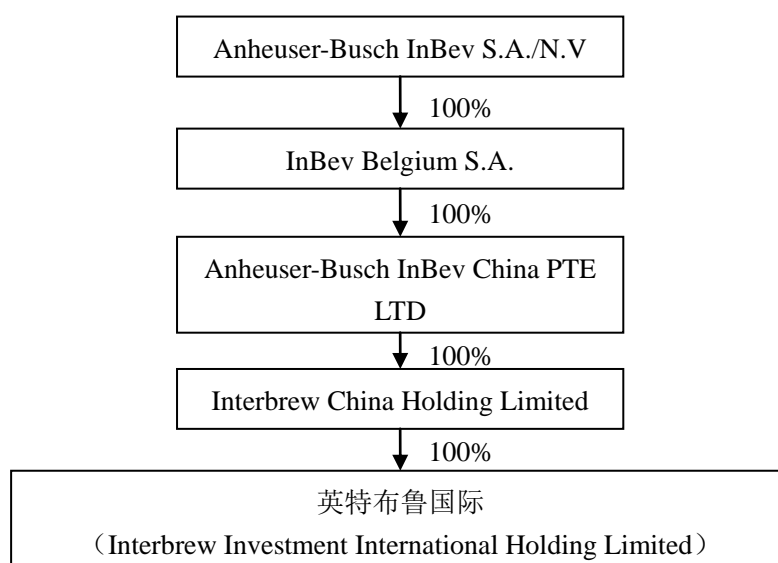 Anheuser-Busch InBev S.A./N.V
100%
InBev Belgium S.A.
100%
Anheuser-Busch InBev China PTE
LTD
100%
Interbrew China Holding Limited
100%
英特布鲁国际
（Interbrew Investment International Holding Limited）